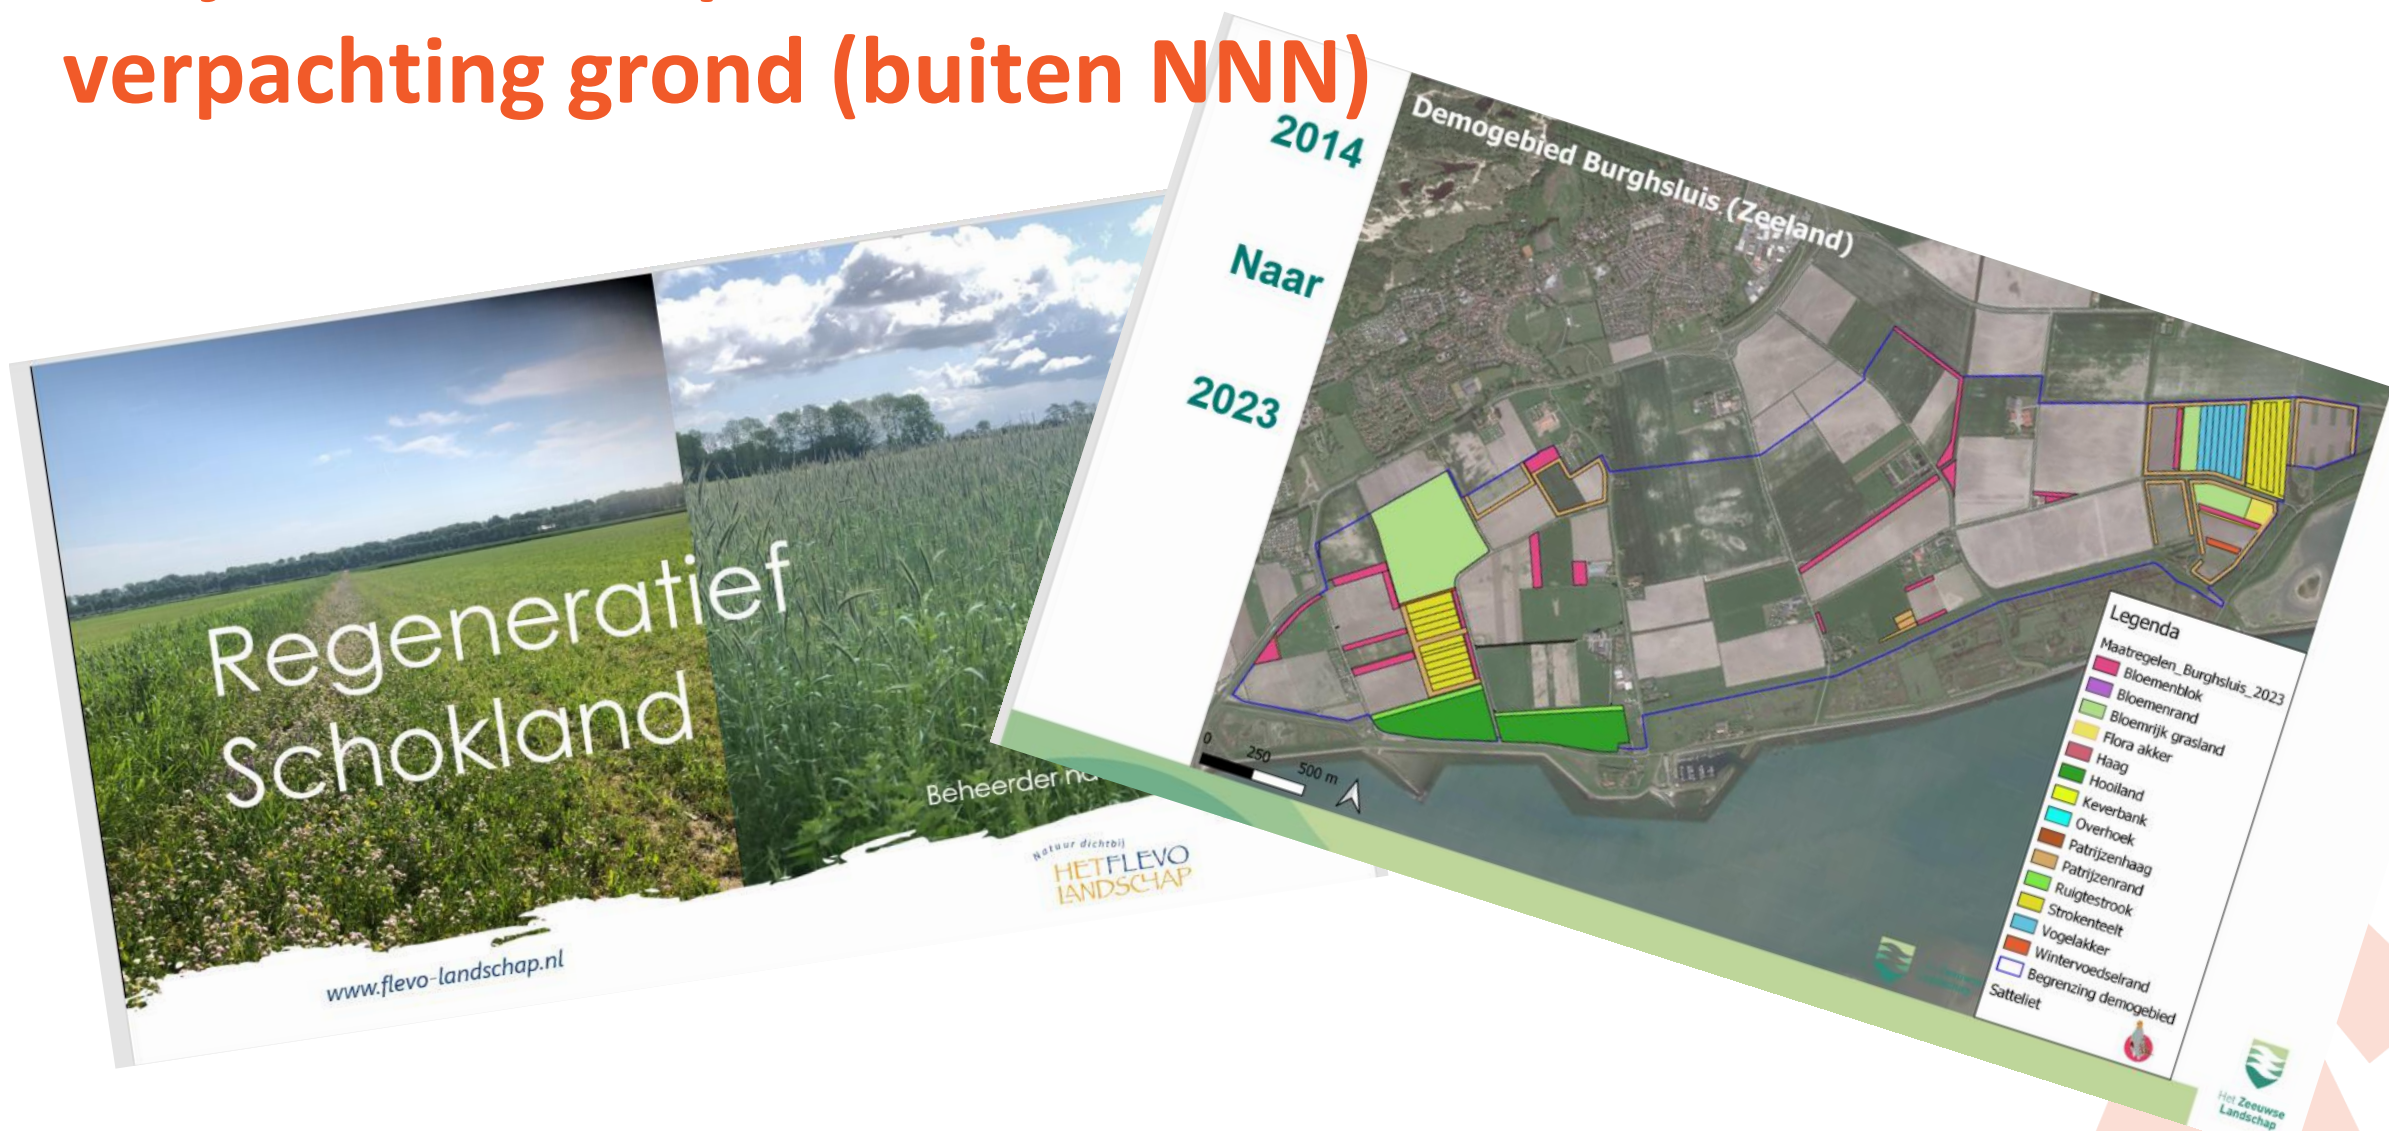 verpachting grond (buiten NNN)
Regeneratief
Schokland
Beheerder
Natuur dichtbij
HET FLEVO
LANDSCHAP
www.flevo-landschap.nl
2014
Naar
2023
Demogebied Burghsluis (Zeeland)
0 250 500 m
Legenda
Maatregelen_Burghsluis_2023
Bloemenblok
Bloemenrand
Bloemrijk grasland
Flora akker
Haag
Hooiland
Keverbank
Overhoek
Patrijzenhaag
Patrijzenrand
Ruigtestrook
Strokenteelt
Vogelakker
Wintervoedselrand
Begrenzing demogebied
Satteliet
Het Zeeuwse
Landschap